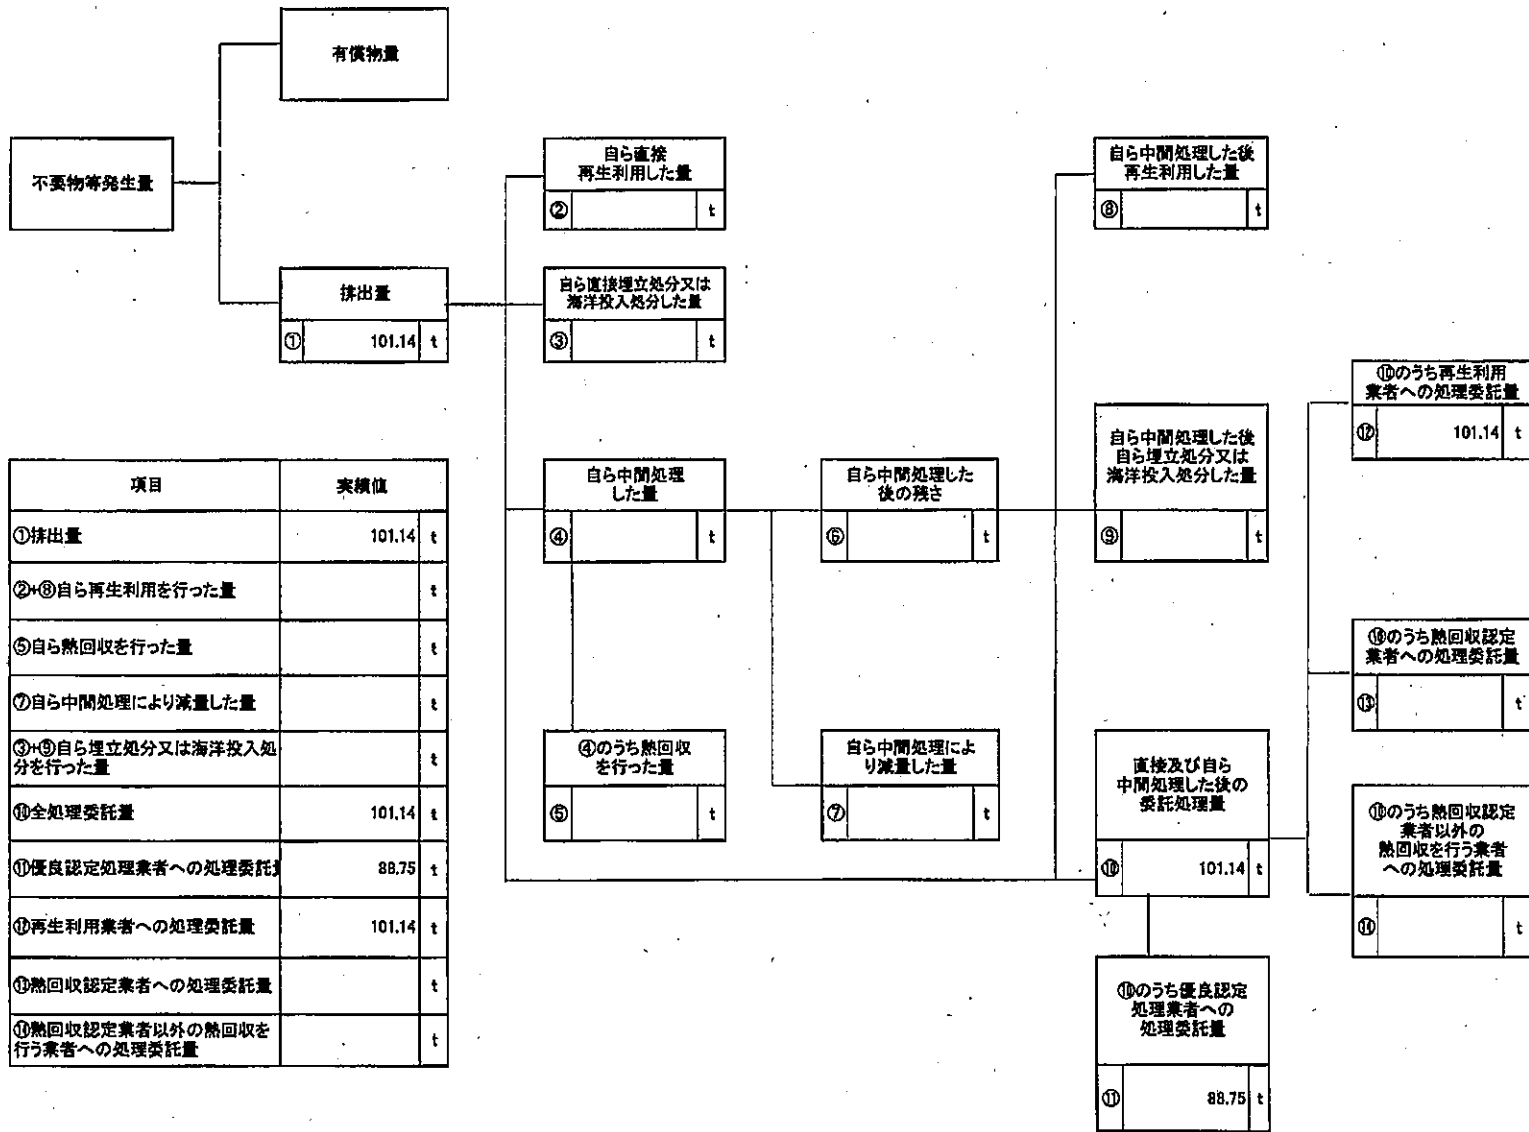 有償物量
不要物等発生量
排出量
① 101.14 t
自ら直接
再生利用した量
② t
自ら直接埋立処分又は
海洋投入処分した量
③ t
自ら中間処理
した量
④ t
④のうち熱回収
を行った量
⑤ t
自ら中間処理した
後の残さ
⑥ t
自ら中間処理によ
り減量した量
⑦ t
自ら中間処理した後
再生利用した量
⑧ t
自ら中間処理した後
自ら埋立処分又は
海洋投入処分した量
⑨ t
直接及び自ら
中間処理した後の
委託処理量
⑩ 101.14 t
⑩のうち優良認定
処理業者への
処理委託量
⑪ 88.75 t
⑩のうち再生利用
業者への処理委託量
⑫ 101.14 t
⑩のうち熱回収認定
業者への処理委託量
⑬ t
⑩のうち熱回収認定
業者以外の
熱回収を行う業者
への処理委託量
⑭ t
項目 実績値
①排出量 101.14 t
②+⑧自ら再生利用を行った量 t
⑤自ら熱回収を行った量 t
⑦自ら中間処理により減量した量 t
③+⑨自ら埋立処分又は海洋投入処
分を行った量 t
⑩全処理委託量 101.14 t
⑪優良認定処理業者への処理委託 88.75 t
⑫再生利用業者への処理委託量 101.14 t
⑬熱回収認定業者への処理委託量 t
⑭熱回収認定業者以外の熱回収を
行う業者への処理委託量 t